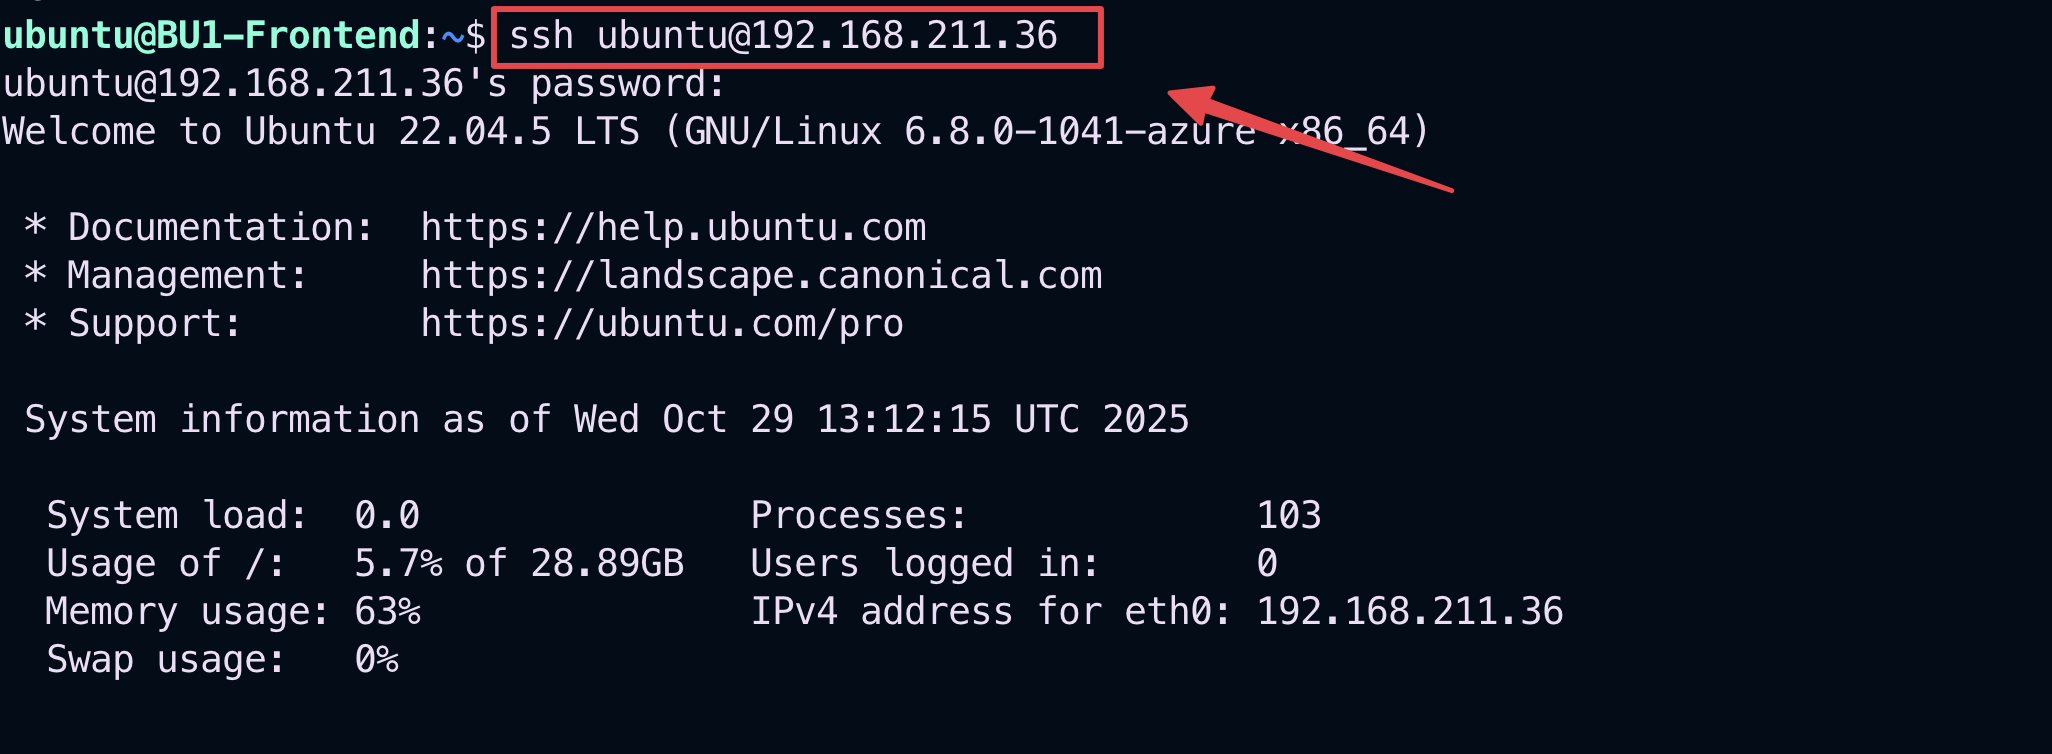 ubuntu@BU1-Frontend:~$ ssh ubuntu@192.168.211.36
ubuntu@192.168.211.36's password:
Welcome to Ubuntu 22.04.5 LTS (GNU/Linux 6.8.0-1041-azure x86_64)
* Documentation: https://help.ubuntu.com
* Management: https://landscape.canonical.com
* Support: https://ubuntu.com/pro
System information as of Wed Oct 29 13:12:15 UTC 2025
System load: 0.0 Processes: 103
Usage of /: 5.7% of 28.89GB Users logged in: 0
Memory usage: 63% IPv4 address for eth0: 192.168.211.36
Swap usage: 0%